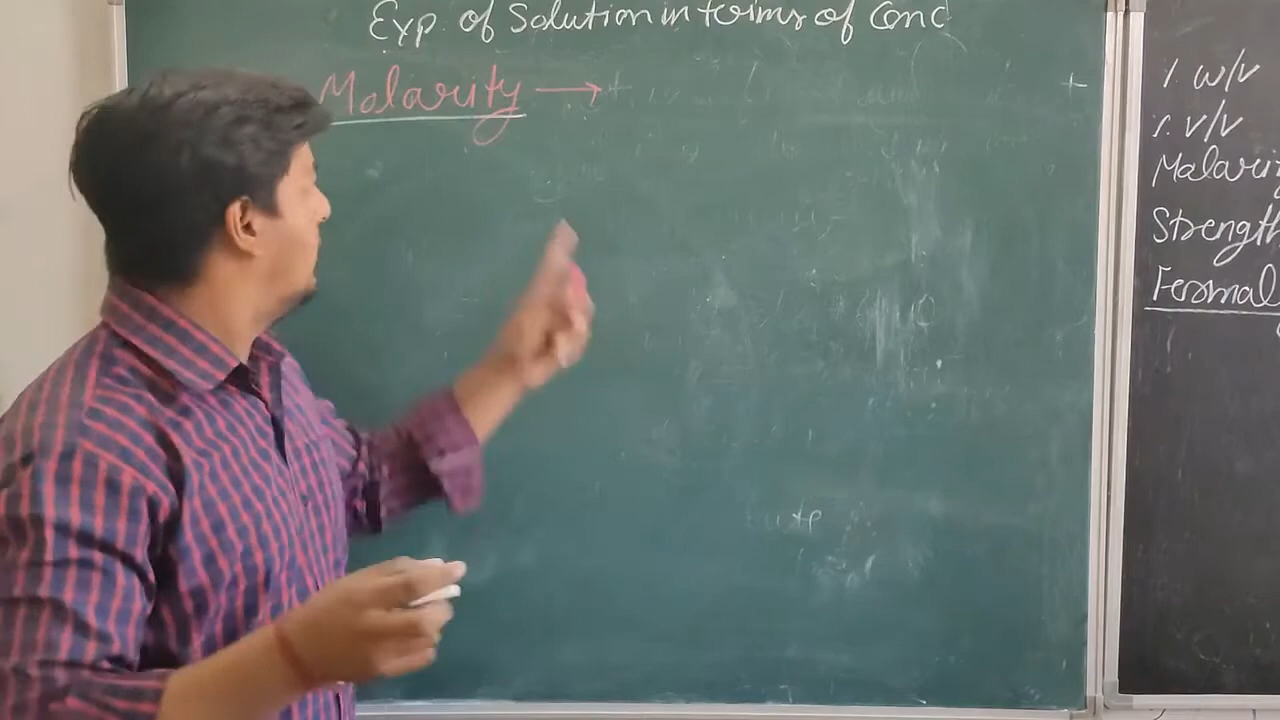 Exp. of Solution in terms of Conc
Molarity →
% w/v
% v/v
Malarity
Strength
Formal